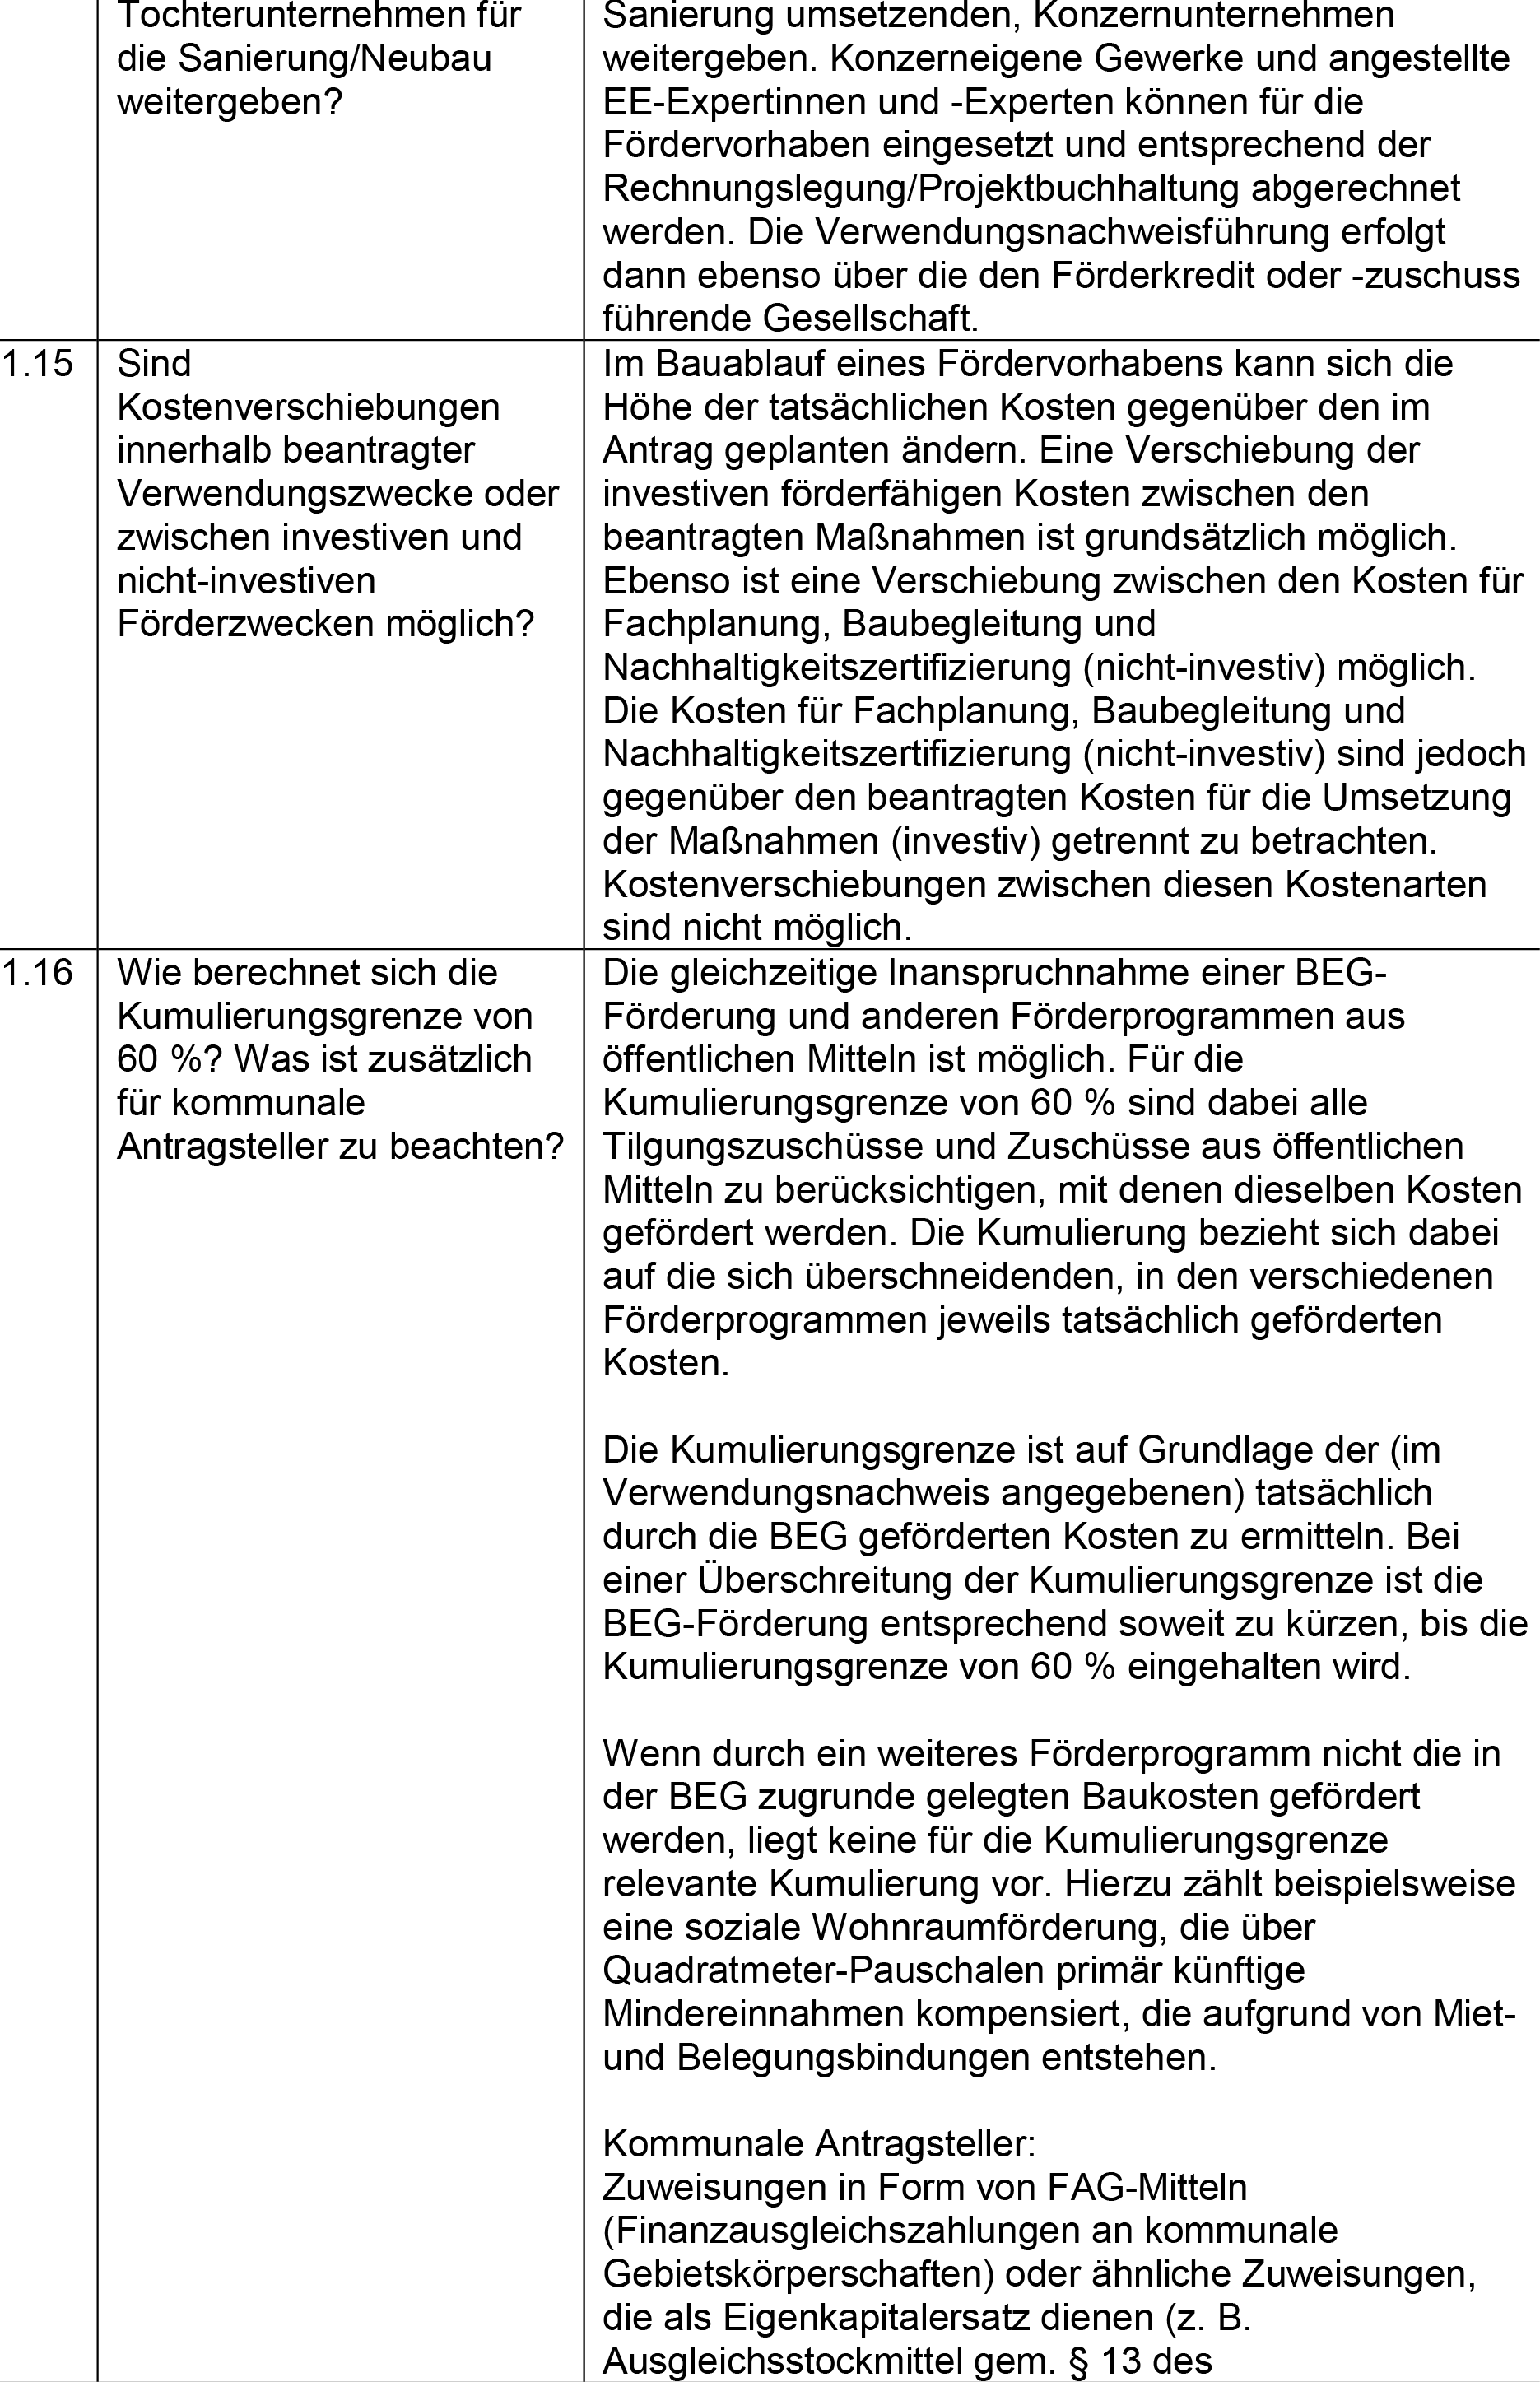 Tochterunternehmen für
die Sanierung/Neubau
weitergeben?
Sanierung umsetzenden, Konzernunternehmen
weitergeben. Konzerneigene Gewerke und angestellte
EE-Expertinnen und -Experten können für die
Fördervorhaben eingesetzt und entsprechend der
Rechnungslegung/Projektbuchhaltung abgerechnet
werden. Die Verwendungsnachweisführung erfolgt
dann ebenso über die den Förderkredit oder -zuschuss
führende Gesellschaft.
1.15
Sind
Kostenverschiebungen
innerhalb beantragter
Verwendungszwecke oder
zwischen investiven und
nicht-investiven
Förderzwecken möglich?
Im Bauablauf eines Fördervorhabens kann sich die
Höhe der tatsächlichen Kosten gegenüber den im
Antrag geplanten ändern. Eine Verschiebung der
investiven förderfähigen Kosten zwischen den
beantragten Maßnahmen ist grundsätzlich möglich.
Ebenso ist eine Verschiebung zwischen den Kosten für
Fachplanung, Baubegleitung und
Nachhaltigkeitszertifizierung (nicht-investiv) möglich.
Die Kosten für Fachplanung, Baubegleitung und
Nachhaltigkeitszertifizierung (nicht-investiv) sind jedoch
gegenüber den beantragten Kosten für die Umsetzung
der Maßnahmen (investiv) getrennt zu betrachten.
Kostenverschiebungen zwischen diesen Kostenarten
sind nicht möglich.
1.16
Wie berechnet sich die
Kumulierungsgrenze von
60 %? Was ist zusätzlich
für kommunale
Antragsteller zu beachten?
Die gleichzeitige Inanspruchnahme einer BEG-
Förderung und anderen Förderprogrammen aus
öffentlichen Mitteln ist möglich. Für die
Kumulierungsgrenze von 60 % sind dabei alle
Tilgungszuschüsse und Zuschüsse aus öffentlichen
Mitteln zu berücksichtigen, mit denen dieselben Kosten
gefördert werden. Die Kumulierung bezieht sich dabei
auf die sich überschneidenden, in den verschiedenen
Förderprogrammen jeweils tatsächlich geförderten
Kosten.
Die Kumulierungsgrenze ist auf Grundlage der (im
Verwendungsnachweis angegebenen) tatsächlich
durch die BEG geförderten Kosten zu ermitteln. Bei
einer Überschreitung der Kumulierungsgrenze ist die
BEG-Förderung entsprechend soweit zu kürzen, bis die
Kumulierungsgrenze von 60 % eingehalten wird.
Wenn durch ein weiteres Förderprogramm nicht die in
der BEG zugrunde gelegten Baukosten gefördert
werden, liegt keine für die Kumulierungsgrenze
relevante Kumulierung vor. Hierzu zählt beispielsweise
eine soziale Wohnraumförderung, die über
Quadratmeter-Pauschalen primär künftige
Mindereinnahmen kompensiert, die aufgrund von Miet-
und Belegungsbindungen entstehen.
Kommunale Antragsteller:
Zuweisungen in Form von FAG-Mitteln
(Finanzausgleichszahlungen an kommunale
Gebietskörperschaften) oder ähnliche Zuweisungen,
die als Eigenkapitalersatz dienen (z. B.
Ausgleichsstockmittel gem. § 13 des